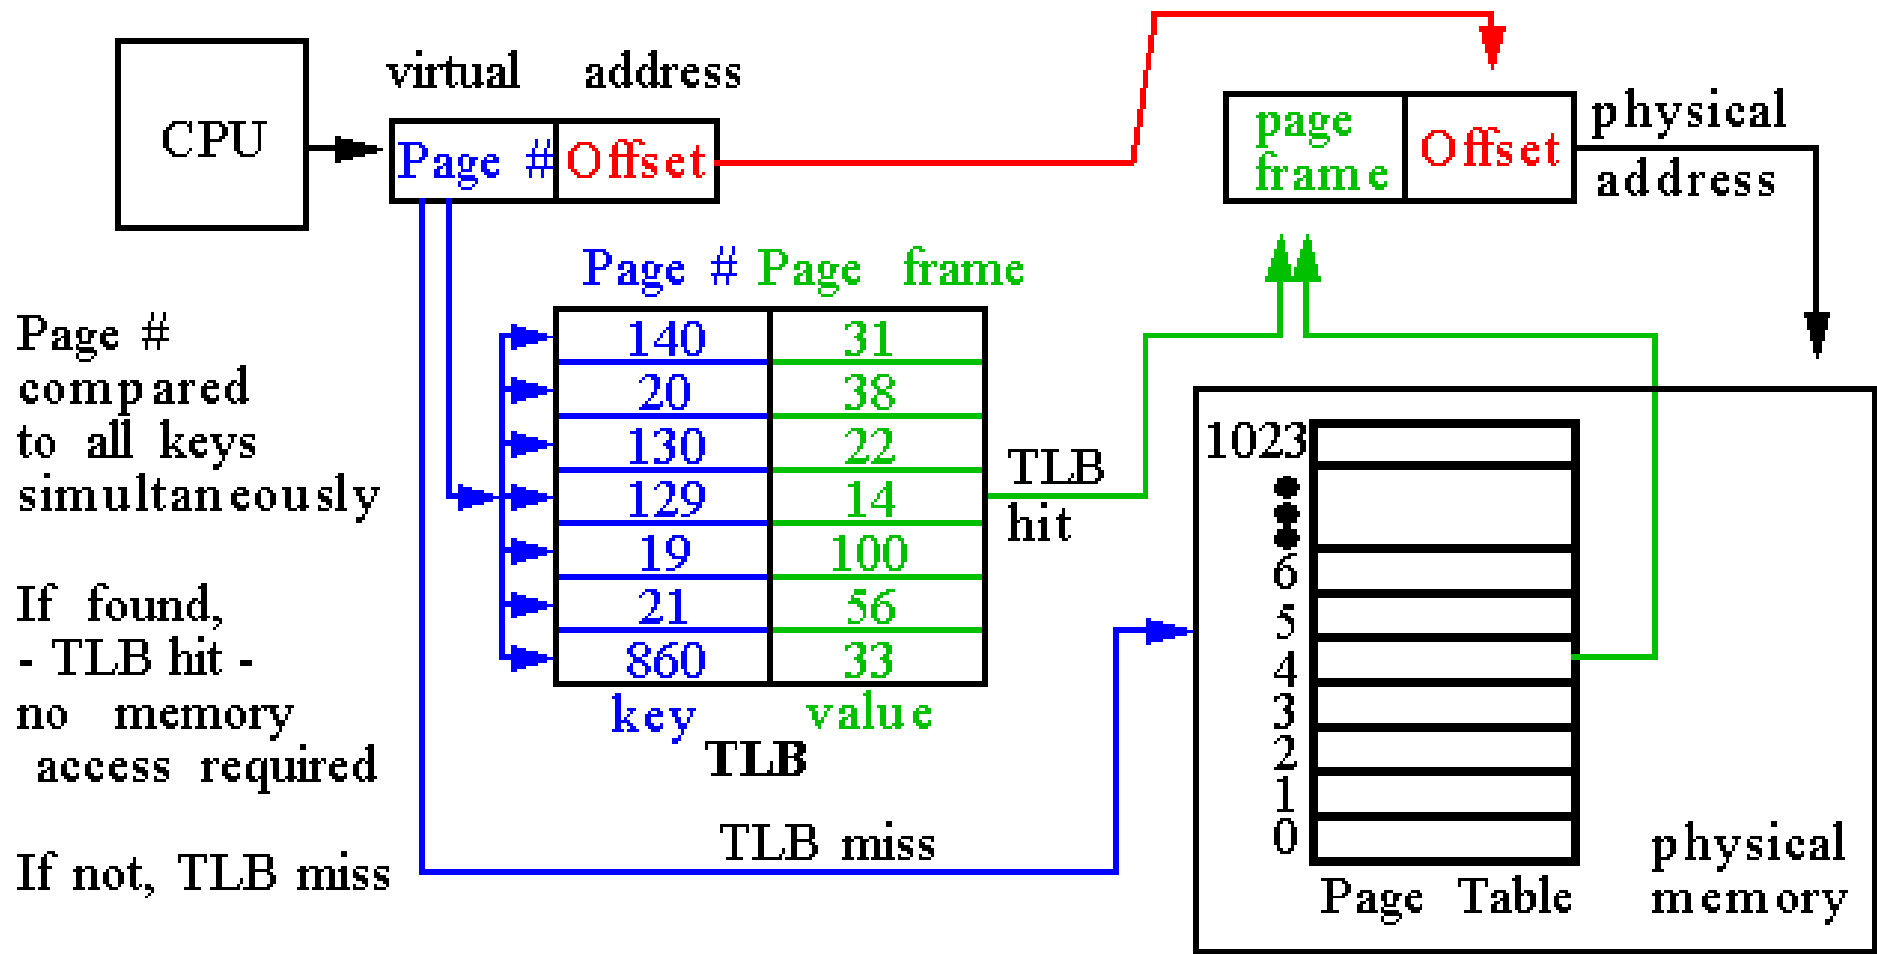 virtual address
CPU
Page # Offset
page
frame
Offset
physical
address
Page # Page frame
140 31
20 38
130 22
129 14
19 100
21 56
860 33
key value
TLB
TLB
hit
Page #
compared
to all keys
simultaneously
If found,
- TLB hit -
no memory
access required
If not, TLB miss
TLB miss
1023
6
5
4
3
2
1
0
Page Table
physical
memory